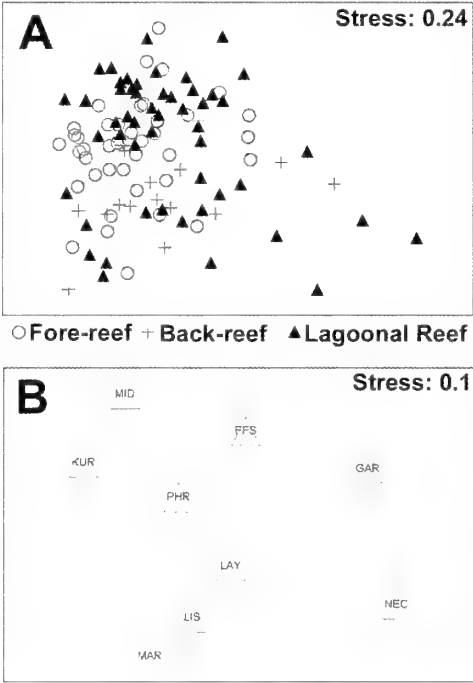 A
Stress: 0.24
Fore-reef + Back-reef Lagoonal Reef
B
Stress: 0.1
MID
FFS
KUR
GAR
PHR
LAY
NEC
LIS
MAR